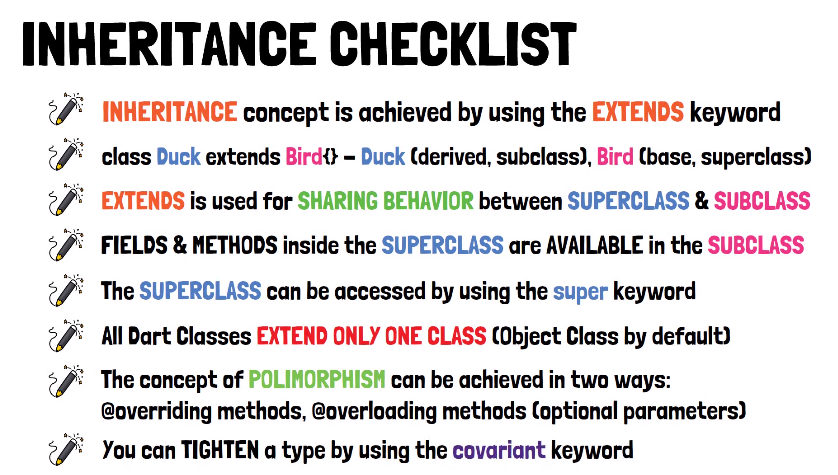 INHERITANCE CHECKLIST
INHERITANCE concept is achieved by using the EXTENDS keyword
class Duck extends Bird{} - Duck (derived, subclass), Bird (base, superclass)
EXTENDS is used for SHARING BEHAVIOR between SUPERCLASS & SUBCLASS
FIELDS & METHODS inside the SUPERCLASS are AVAILABLE in the SUBCLASS
The SUPERCLASS can be accessed by using the super keyword
All Dart Classes EXTEND ONLY ONE CLASS (Object Class by default)
The concept of POLIMORPHISM can be achieved in two ways:
@overriding methods, @overloading methods (optional parameters)
You can TIGHTEN a type by using the covariant keyword